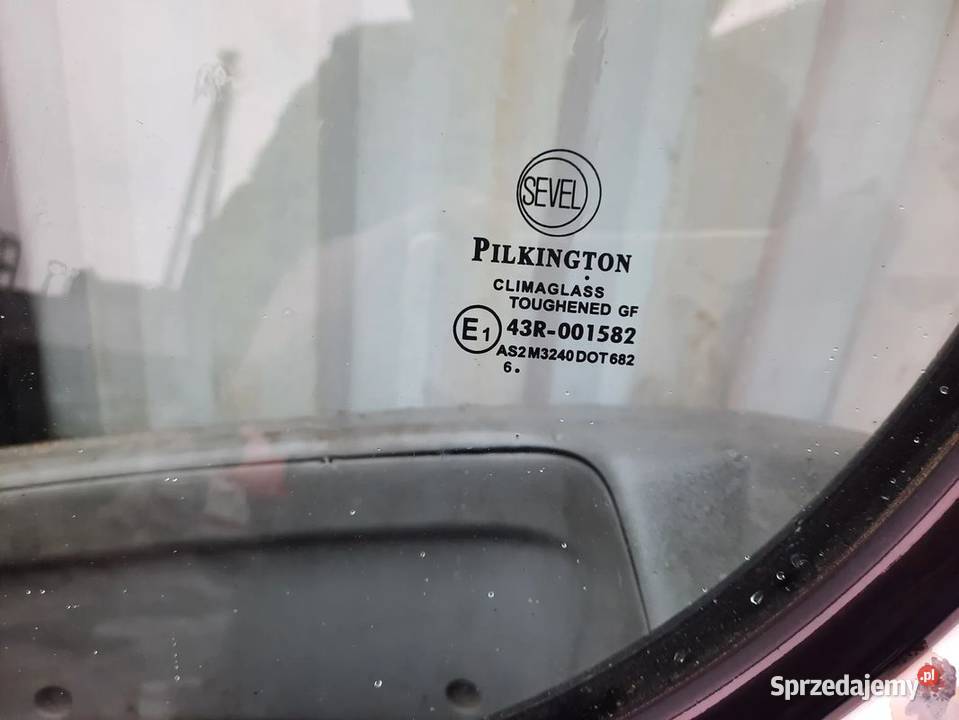 SEVEL
PILKINGTON
CLIMAGLASS
TOUGHENED GF
E1 43R-001582
AS2 M3240 DOT 682
6.
Sprzedajemy.pl